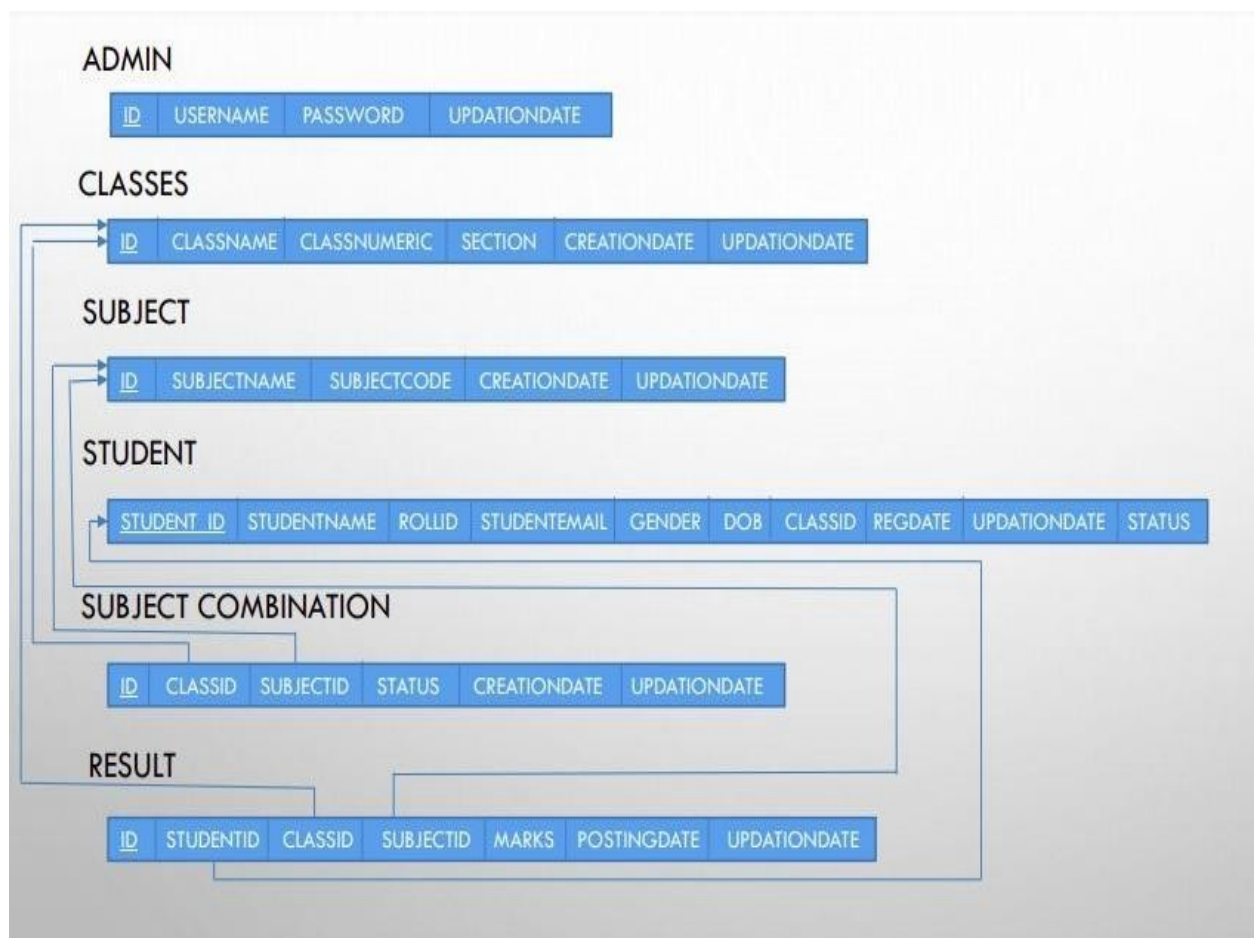 ADMIN
ID USERNAME PASSWORD UPDATIONDATE
CLASSES
ID CLASSNAME CLASSNUMERIC SECTION CREATIONDATE UPDATIONDATE
SUBJECT
ID SUBJECTNAME SUBJECTCODE CREATIONDATE UPDATIONDATE
STUDENT
STUDENT_ID STUDENTNAME ROLLID STUDENTEMAIL GENDER DOB CLASSID REGDATE UPDATIONDATE STATUS
SUBJECT COMBINATION
ID CLASSID SUBJECTID STATUS CREATIONDATE UPDATIONDATE
RESULT
ID STUDENTID CLASSID SUBJECTID MARKS POSTINGDATE UPDATIONDATE